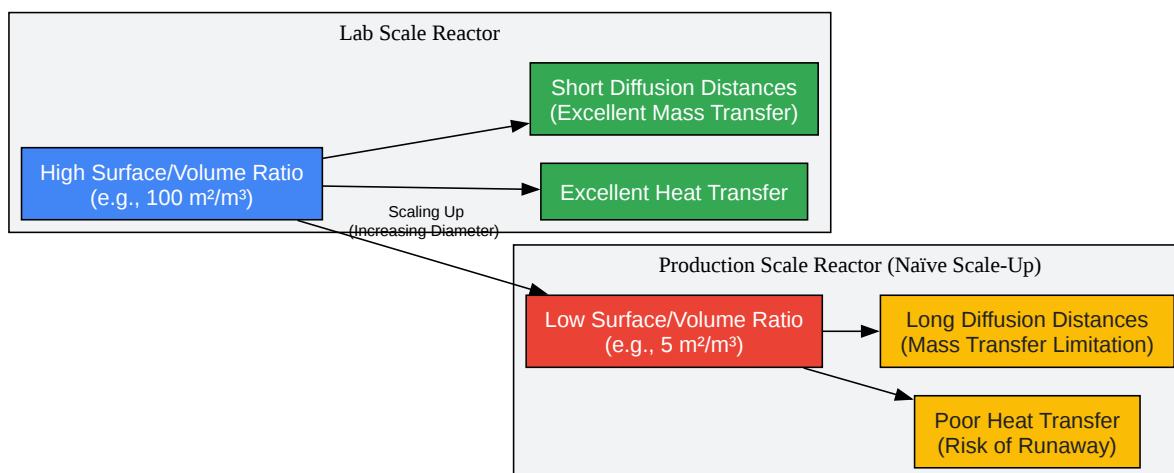 Lab Scale Reactor
Short Diffusion Distances
(Excellent Mass Transfer)
High Surface/Volume Ratio
(e.g., 100 m²/m³)
Excellent Heat Transfer
Scaling Up
(Increasing Diameter)
Production Scale Reactor (Naïve Scale-Up)
Low Surface/Volume Ratio
(e.g., 5 m²/m³)
Long Diffusion Distances
(Mass Transfer Limitation)
Poor Heat Transfer
(Risk of Runaway)